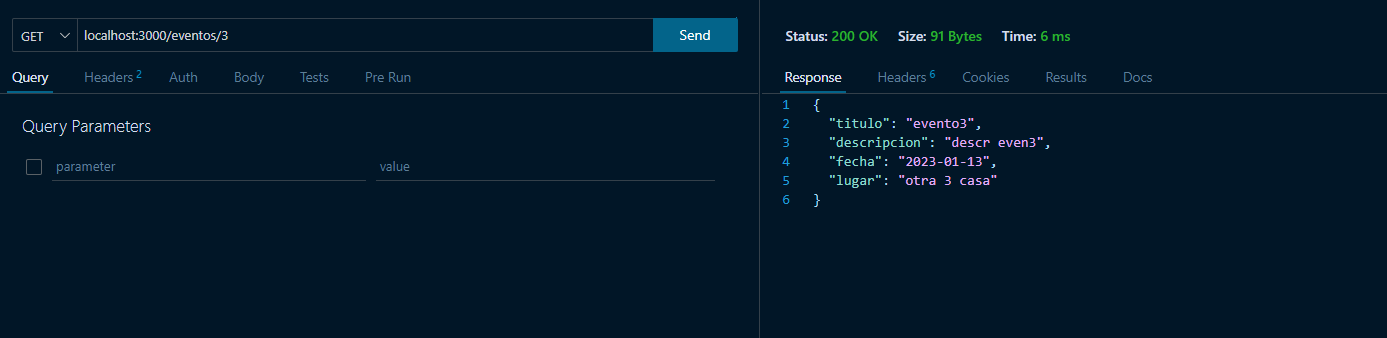 GET
localhost:3000/eventos/3
Send
Query
Headers 2
Auth
Body
Tests
Pre Run
Query Parameters
parameter
value
Status: 200 OK
Size: 91 Bytes
Time: 6 ms
Response
Headers 6
Cookies
Results
Docs
1 {
2 "titulo": "evento3",
3 "descripcion": "descr even3",
4 "fecha": "2023-01-13",
5 "lugar": "otra 3 casa"
6 }